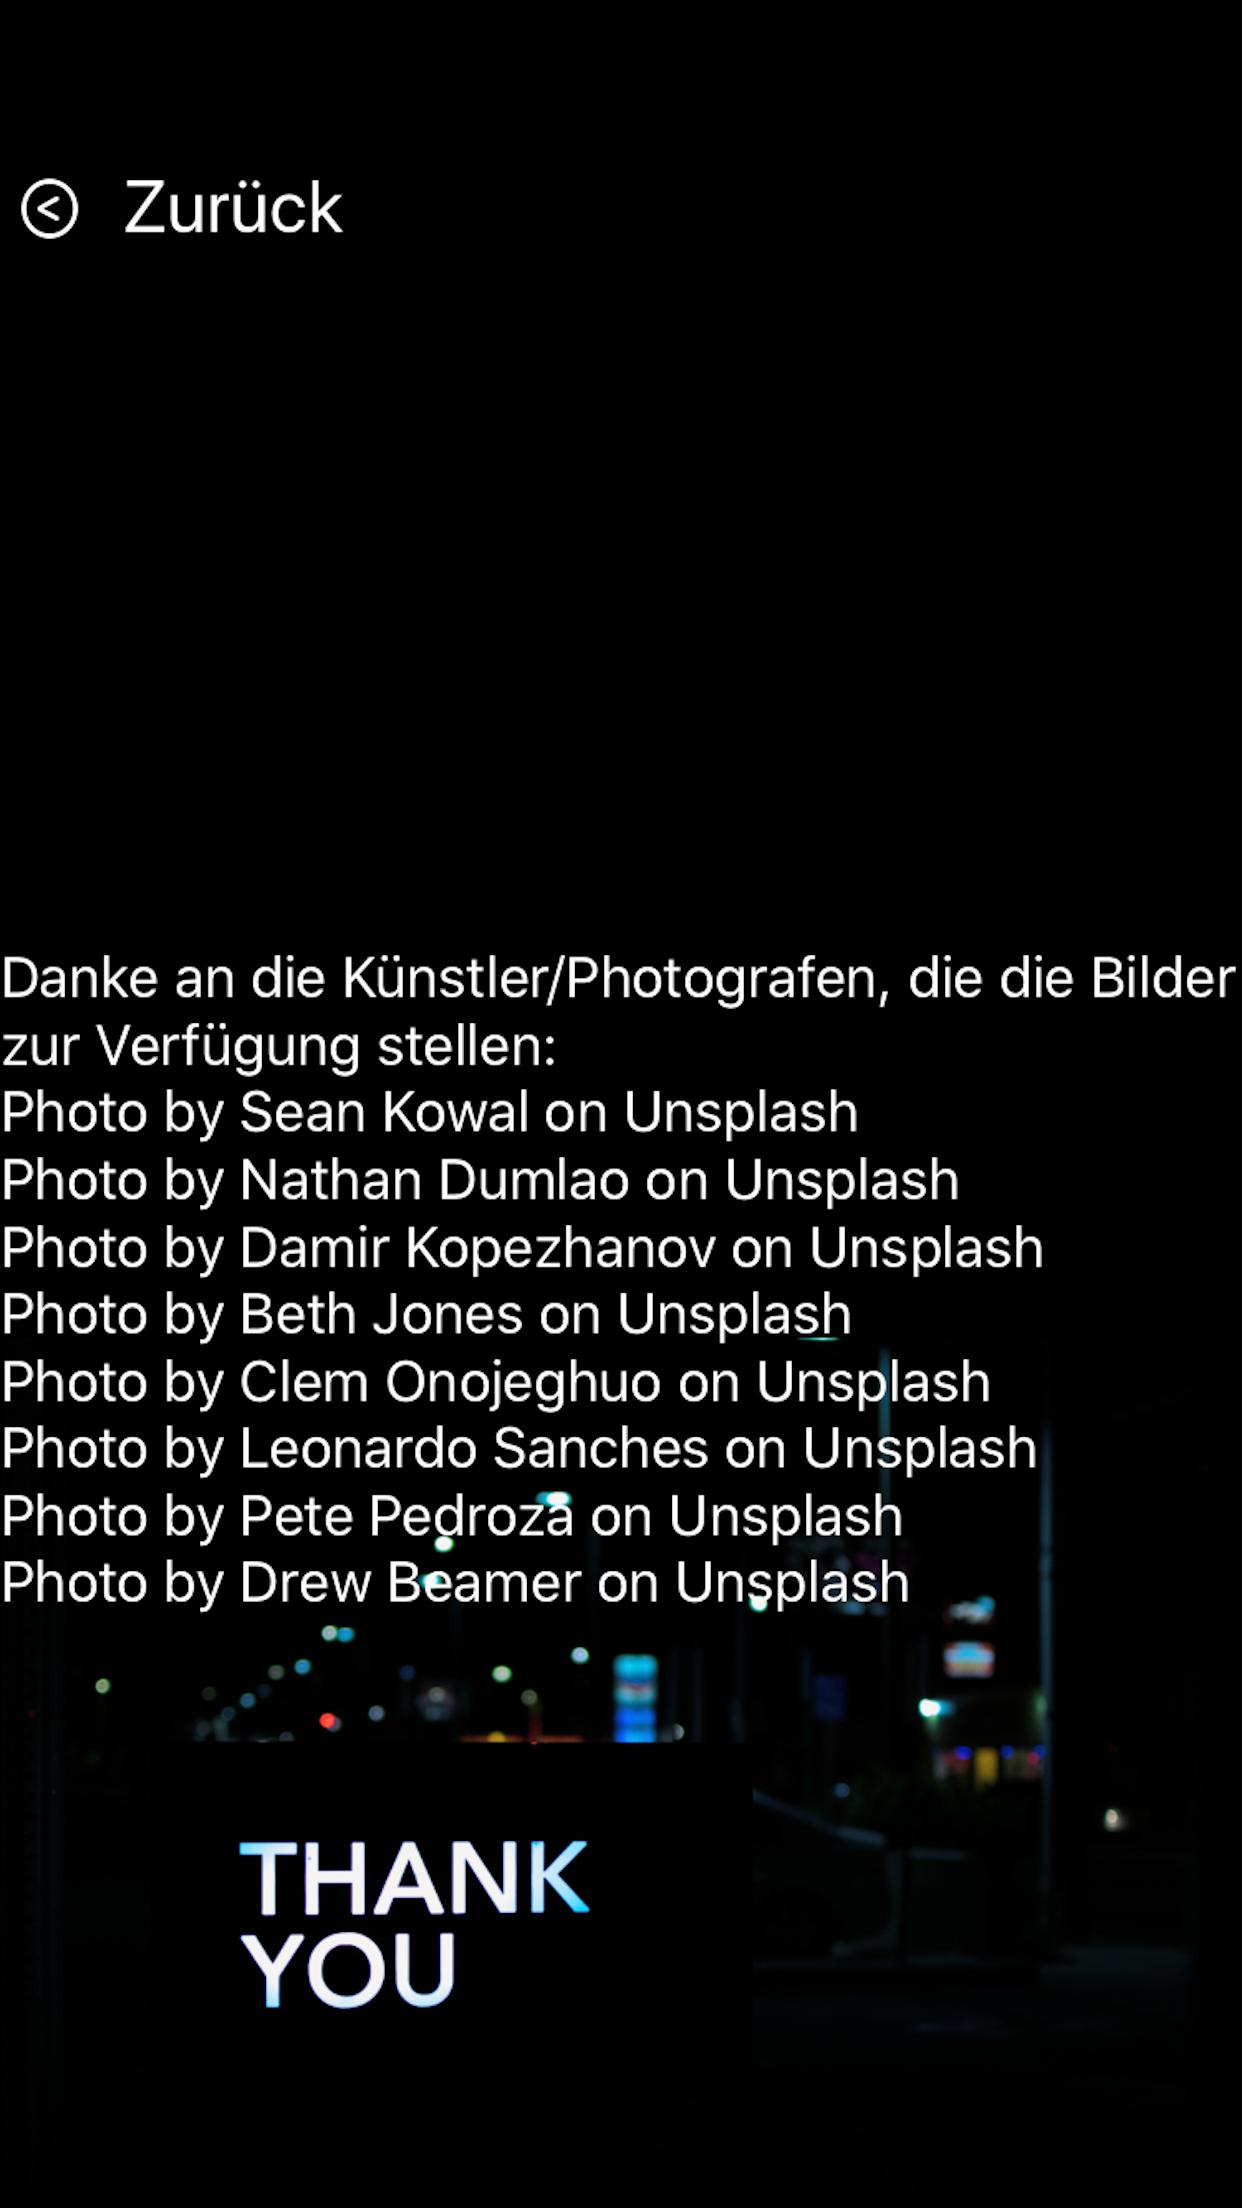 Zurück
Danke an die Künstler/Photografen, die die Bilder
zur Verfügung stellen:
Photo by Sean Kowal on Unsplash
Photo by Nathan Dumlao on Unsplash
Photo by Damir Kopezhanov on Unsplash
Photo by Beth Jones on Unsplash
Photo by Clem Onojeghuo on Unsplash
Photo by Leonardo Sanches on Unsplash
Photo by Pete Pedroza on Unsplash
Photo by Drew Beamer on Unsplash
THANK
YOU